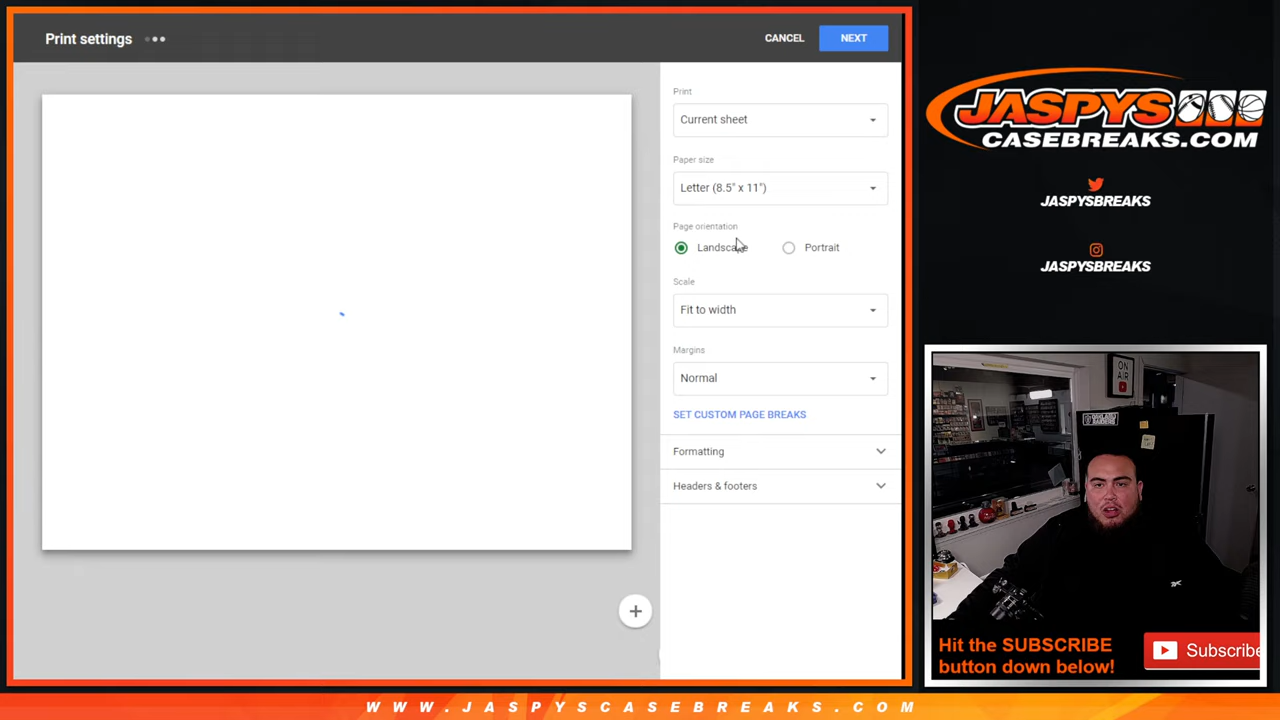 Print settings
CANCEL
NEXT
Print
Current sheet
Paper size
Letter (8.5" x 11")
Page orientation
Landscape
Portrait
Scale
Fit to width
Margins
Normal
SET CUSTOM PAGE BREAKS
Formatting
Headers & footers
JASPYS
CASEBREAKS.COM
JASPYSBREAKS
JASPYSBREAKS
ON
AIR
Hit the SUBSCRIBE
button down below!
Subscribe
WWW.JASPYSCASEBREAKS.COM